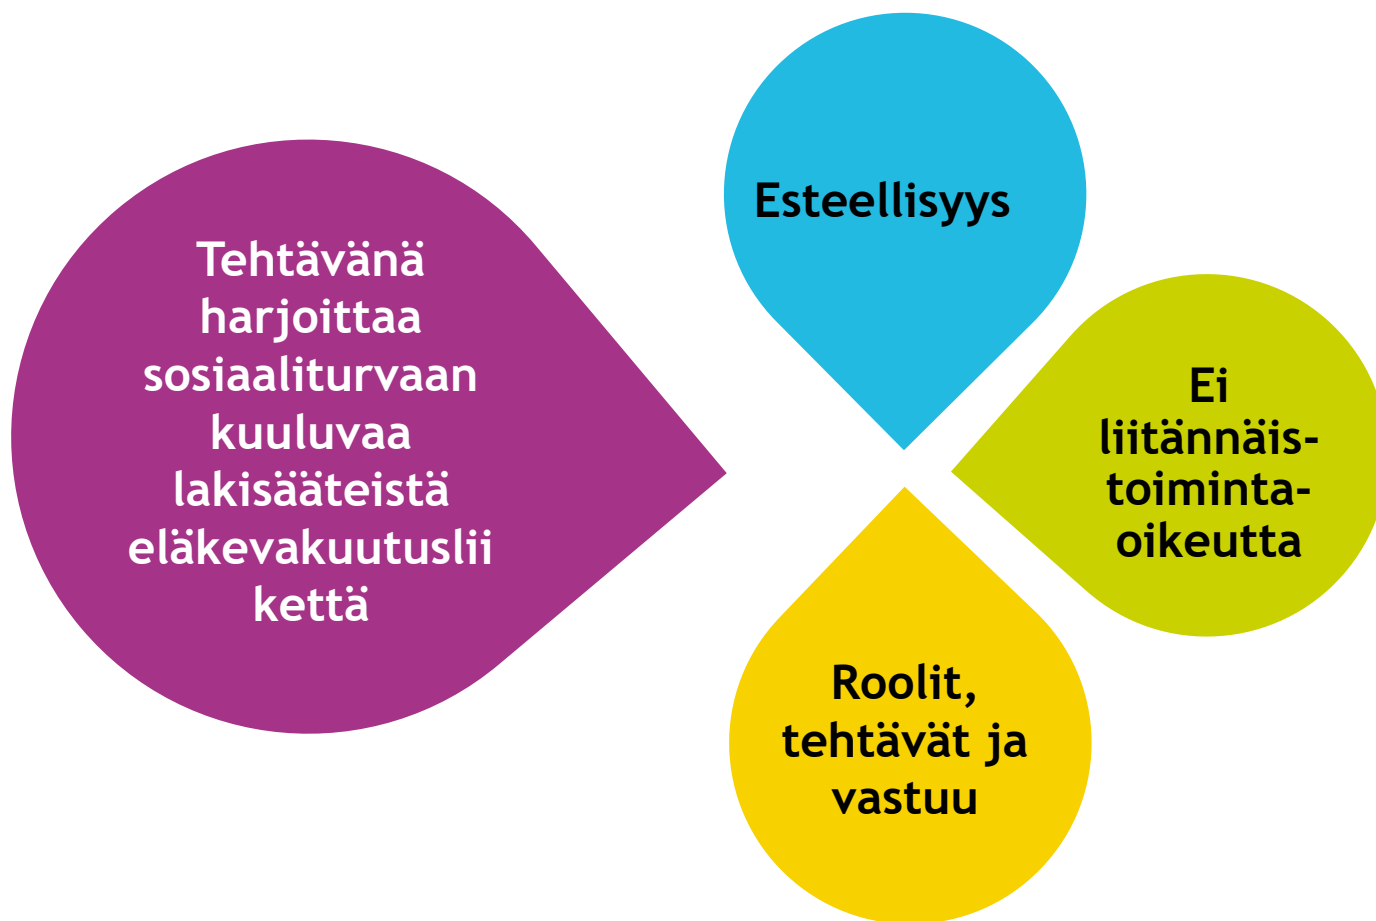 Tehtävänä
harjoittaa
sosiaaliturvaan
kuuluvaa
lakisääteistä
eläkevakuutuslii
kettä
Esteellisyys
Ei
liitännäis-
toiminta-
oikeutta
Roolit,
tehtävät ja
vastuu